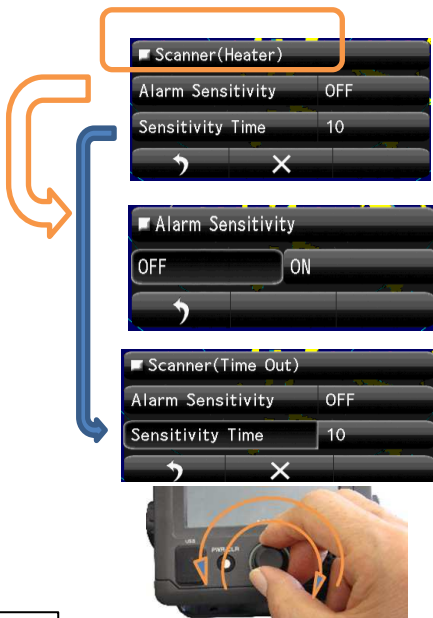 Scanner(Heater)
Alarm Sensitivity OFF
Sensitivity Time 10
Alarm Sensitivity
OFF ON
Scanner(Time Out)
Alarm Sensitivity OFF
Sensitivity Time 10
USB PWR/CLR